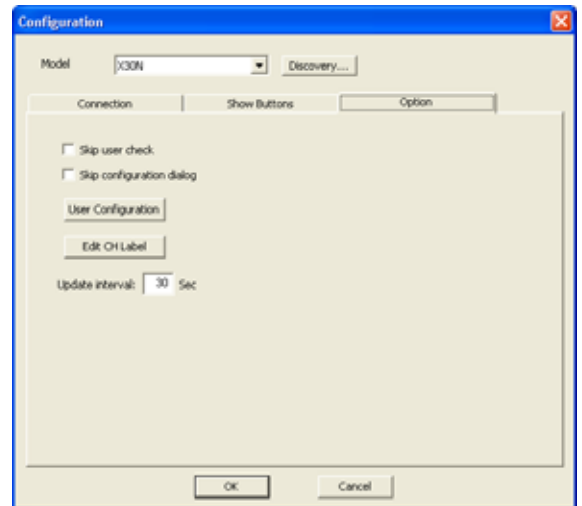 Configuration
Model X30N Discovery....
Connection Show Buttons Option
Skip user check
Skip configuration dialog
User Configuration
Edit CH Label
Update interval: 30 Sec
OK Cancel